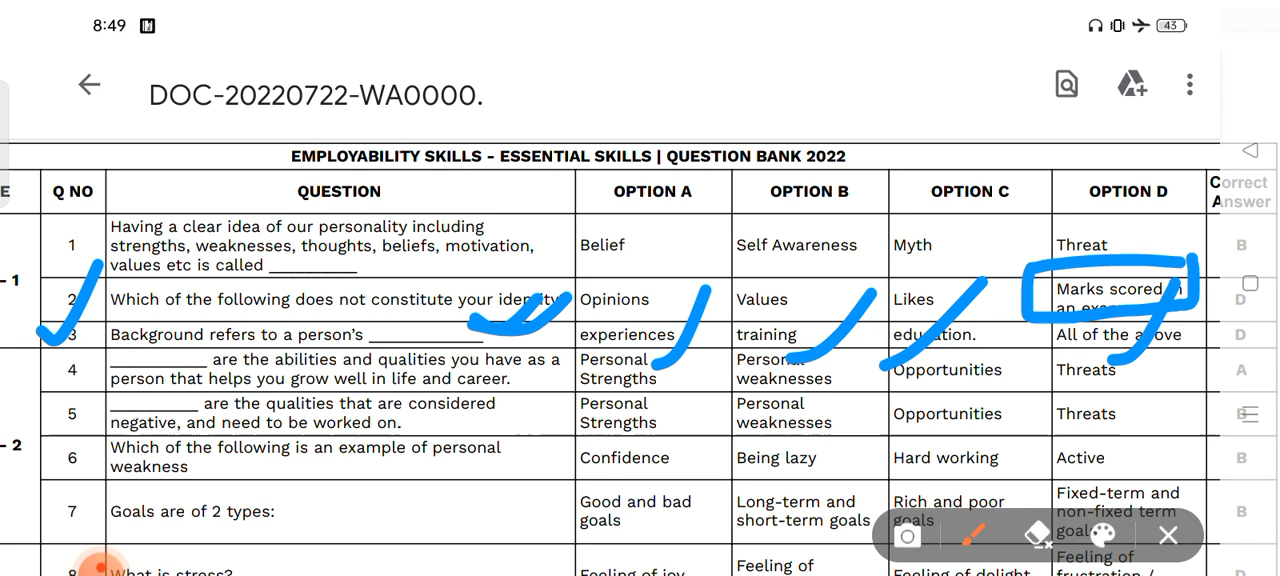 8:49
43
DOC-20220722-WA0000.
EMPLOYABILITY SKILLS - ESSENTIAL SKILLS | QUESTION BANK 2022
E Q NO QUESTION OPTION A OPTION B OPTION C OPTION D Correct Answer
- 1
1 Having a clear idea of our personality including
strengths, weaknesses, thoughts, beliefs, motivation,
values etc is called __________
Belief Self Awareness Myth Threat B
2 Which of the following does not constitute your identity
Opinions Values Likes Marks scored in
an D
3 Background refers to a person's _____________
experiences training education. All of the above D
4 ___________ are the abilities and qualities you have as a
person that helps you grow well in life and career.
Personal
Strengths
Personal
weaknesses
Opportunities Threats A
- 2
5 __________ are the qualities that are considered
negative, and need to be worked on.
Personal
Strengths
Personal
weaknesses
Opportunities Threats B
6 Which of the following is an example of personal
weakness
Confidence Being lazy Hard working Active B
7 Goals are of 2 types:
Good and bad
goals
Long-term and
short-term goals
Rich and poor
goals
Fixed-term and
non-fixed term
goals
B
8 What is stress?
Feeling of joy
Feeling of
Feeling of delight
Feeling of
frustration /
D